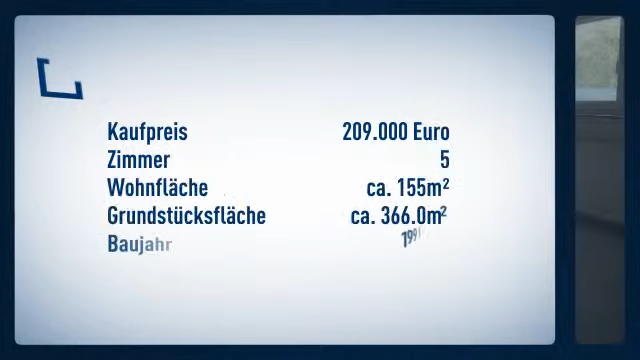 Kaufpreis 209.000 Euro
Zimmer 5
Wohnfläche ca. 155m²
Grundstücksfläche ca. 366.0m²
Baujahr